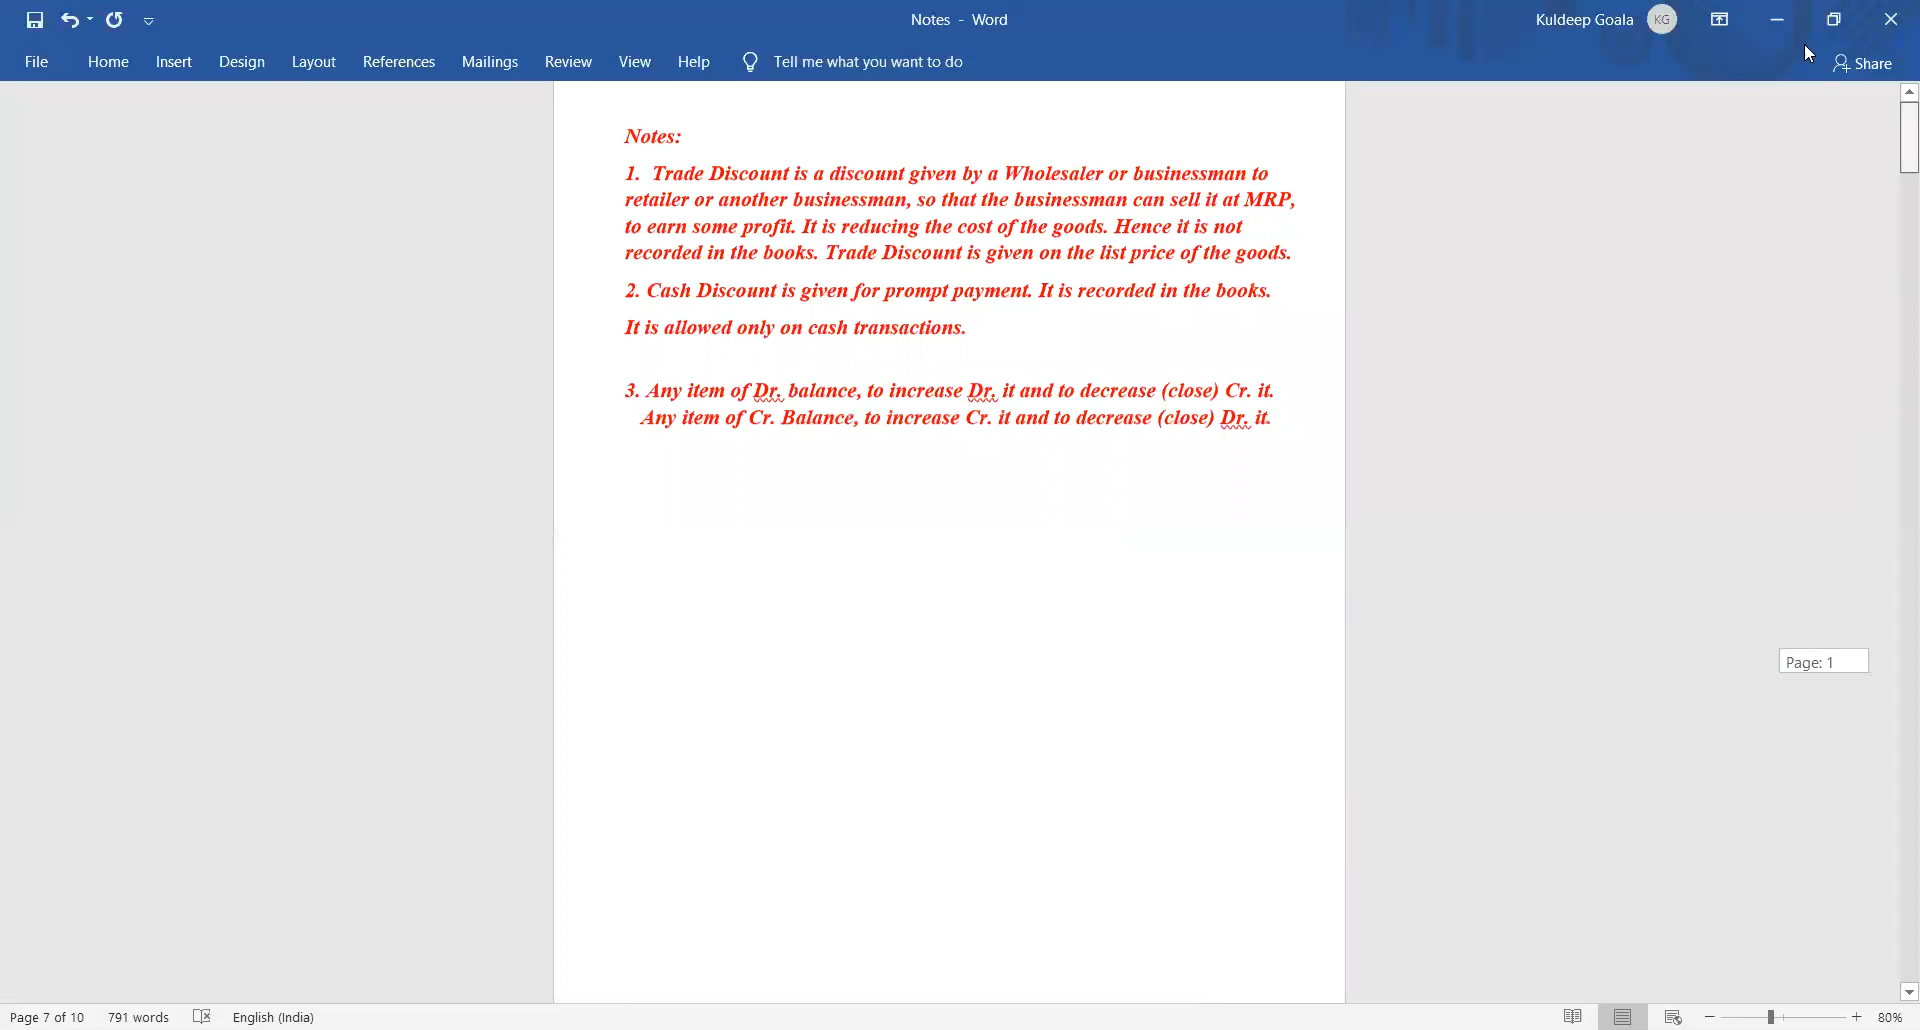 Notes - Word
Kuldeep Goala KG
File Home Insert Design Layout References Mailings Review View Help Tell me what you want to do Share
Notes:
1. Trade Discount is a discount given by a Wholesaler or businessman to
retailer or another businessman, so that the businessman can sell it at MRP,
to earn some profit. It is reducing the cost of the goods. Hence it is not
recorded in the books. Trade Discount is given on the list price of the goods.
2. Cash Discount is given for prompt payment. It is recorded in the books.
It is allowed only on cash transactions.
3. Any item of Dr. balance, to increase Dr. it and to decrease (close) Cr. it.
Any item of Cr. Balance, to increase Cr. it and to decrease (close) Dr. it.
Page: 1
Page 7 of 10 791 words English (India) 80%